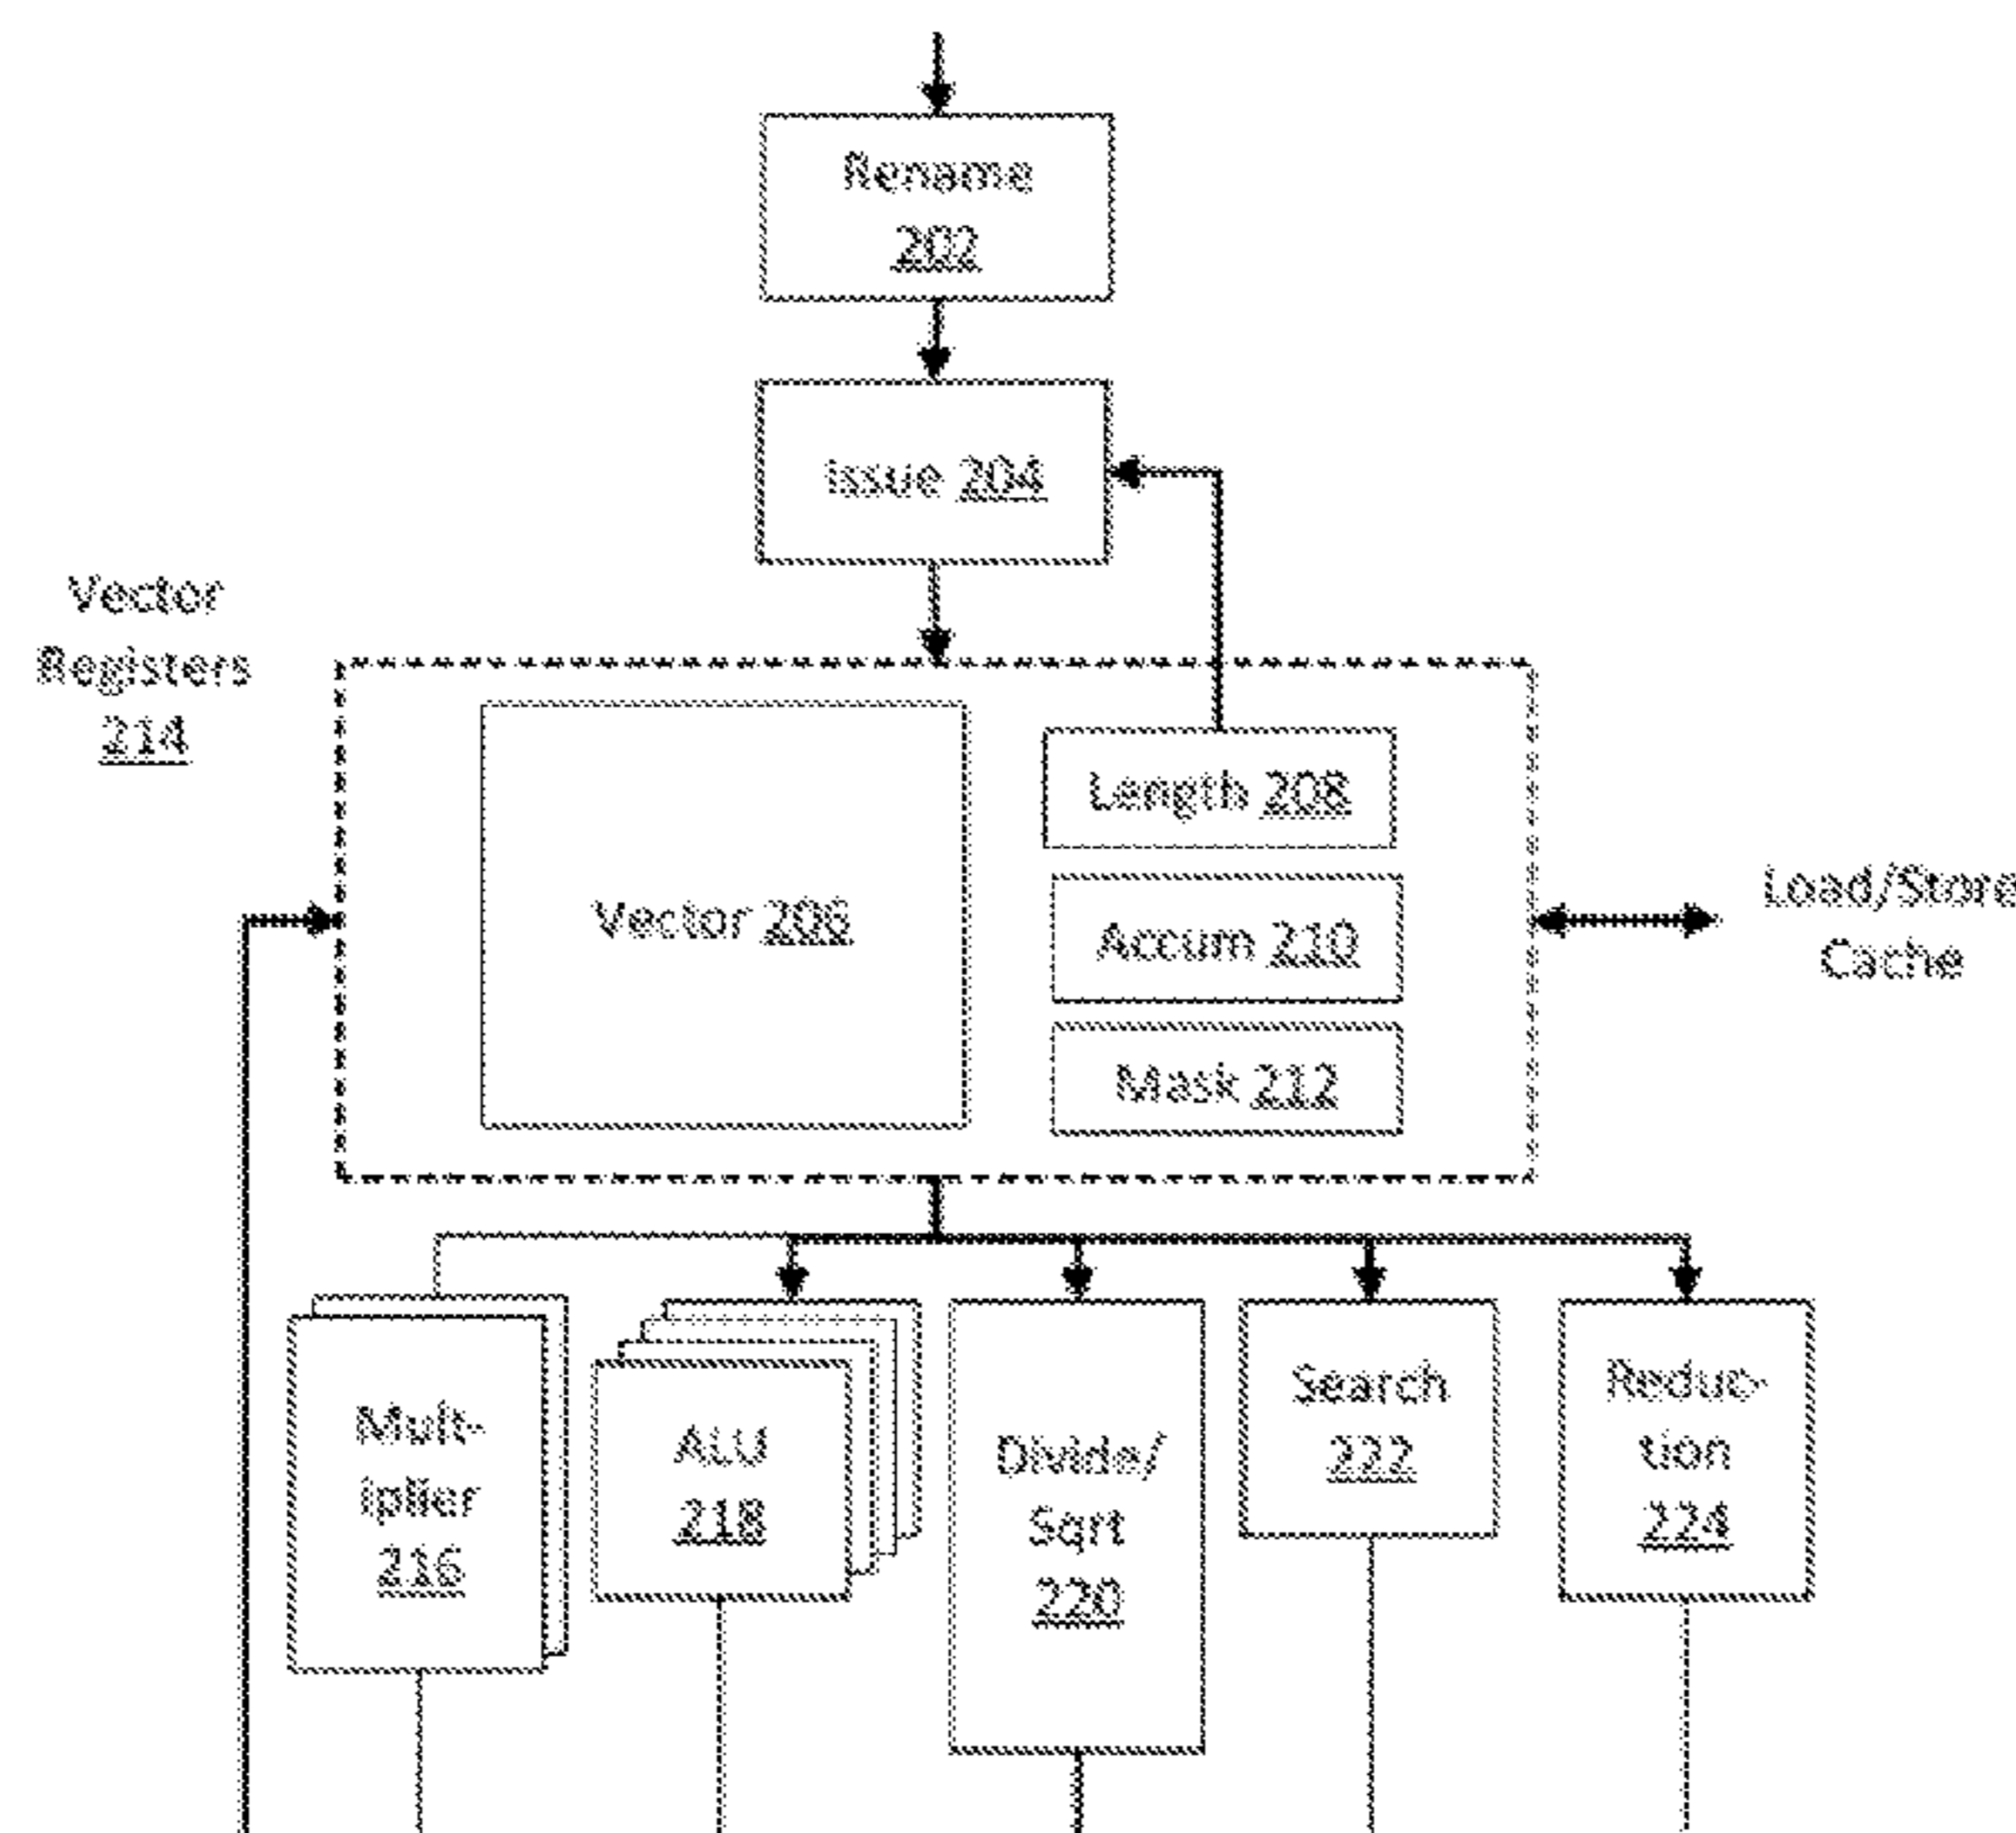 Rename
202
Issue 204
Vector
Registers
214
Length 208
Vector 206
Accum 210
Mask 212
Load/Store
Cache
Mult-
iplier
216
ALU
218
Divide/
Sqrt
220
Search
222
Reduc-
tion
224